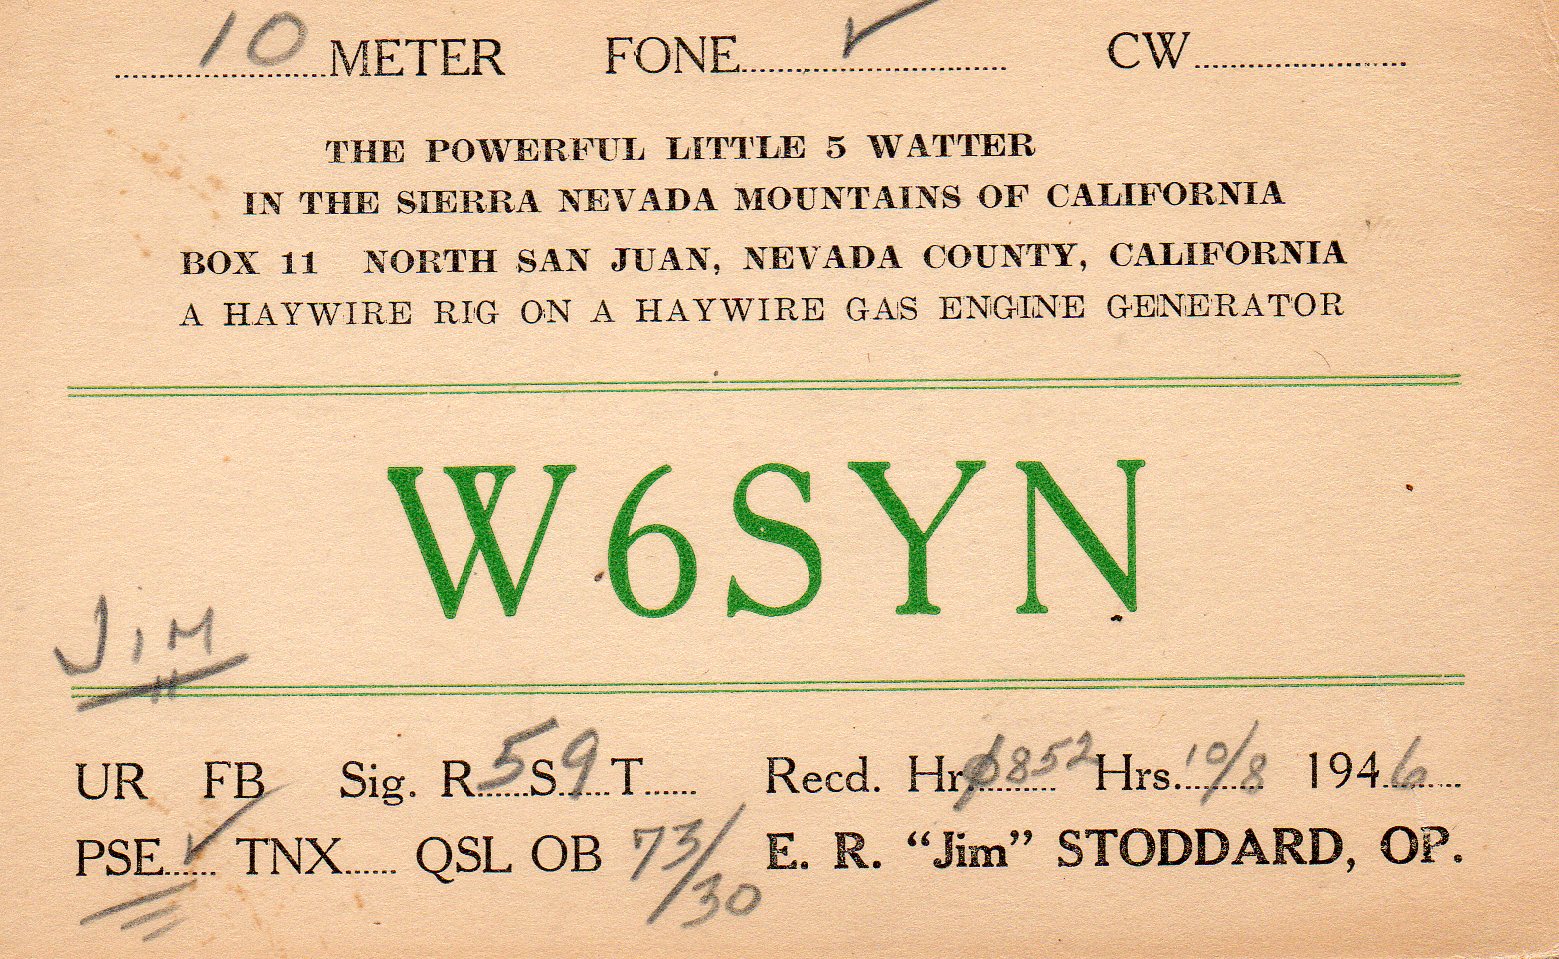 10 METER FONE ✓ CW
THE POWERFUL LITTLE 5 WATTER
IN THE SIERRA NEVADA MOUNTAINS OF CALIFORNIA
BOX 11 NORTH SAN JUAN, NEVADA COUNTY, CALIFORNIA
A HAYWIRE RIG ON A HAYWIRE GAS ENGINE GENERATOR
W6SYN
JIM
UR FB Sig. R 5 S 9 T Recd. Hr. 0852 Hrs. 10/8 1946
PSE ✓ TNX QSL OB 73/30 E. R. “Jim” STODDARD, OP.